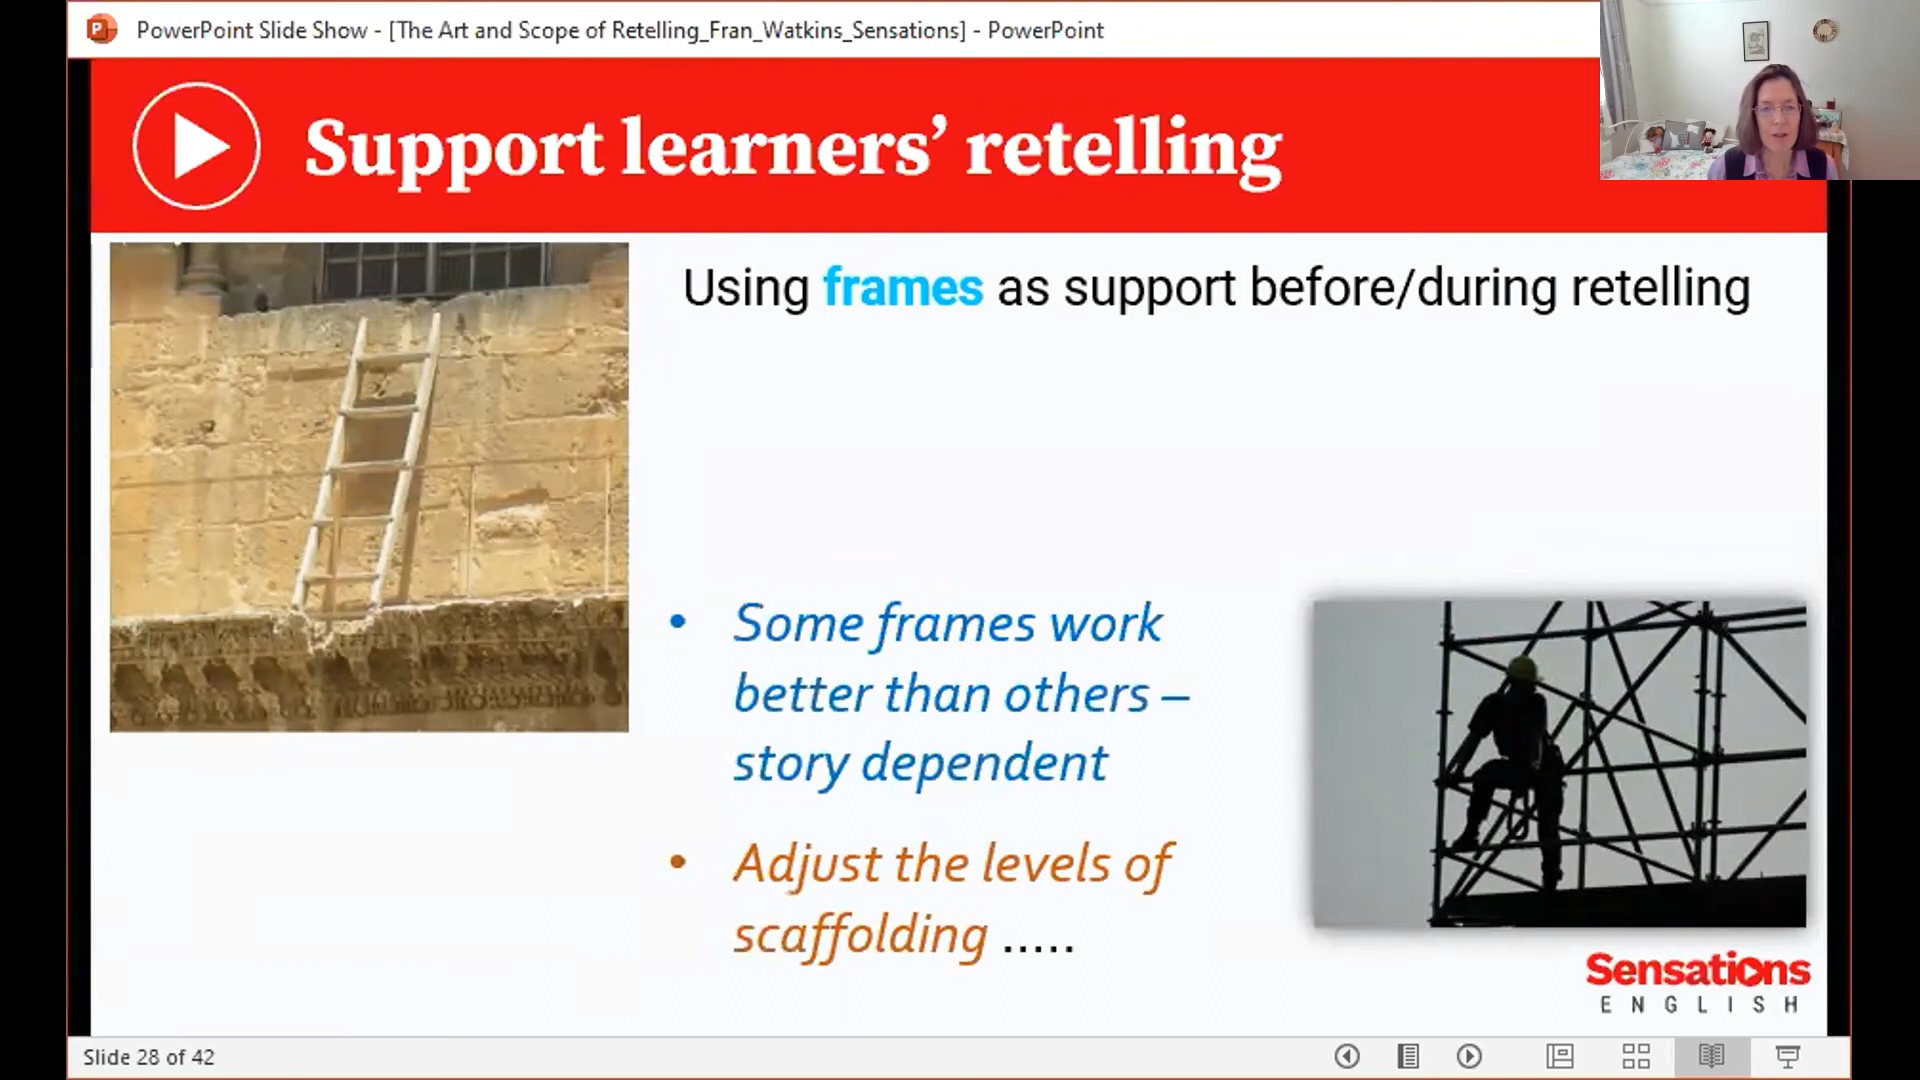 PowerPoint Slide Show - [The Art and Scope of Retelling_Fran_Watkins_Sensations] - PowerPoint
Support learners’ retelling
Using frames as support before/during retelling
• Some frames work
better than others –
story dependent
• Adjust the levels of
scaffolding .....
Sensations
ENGLISH
Slide 28 of 42